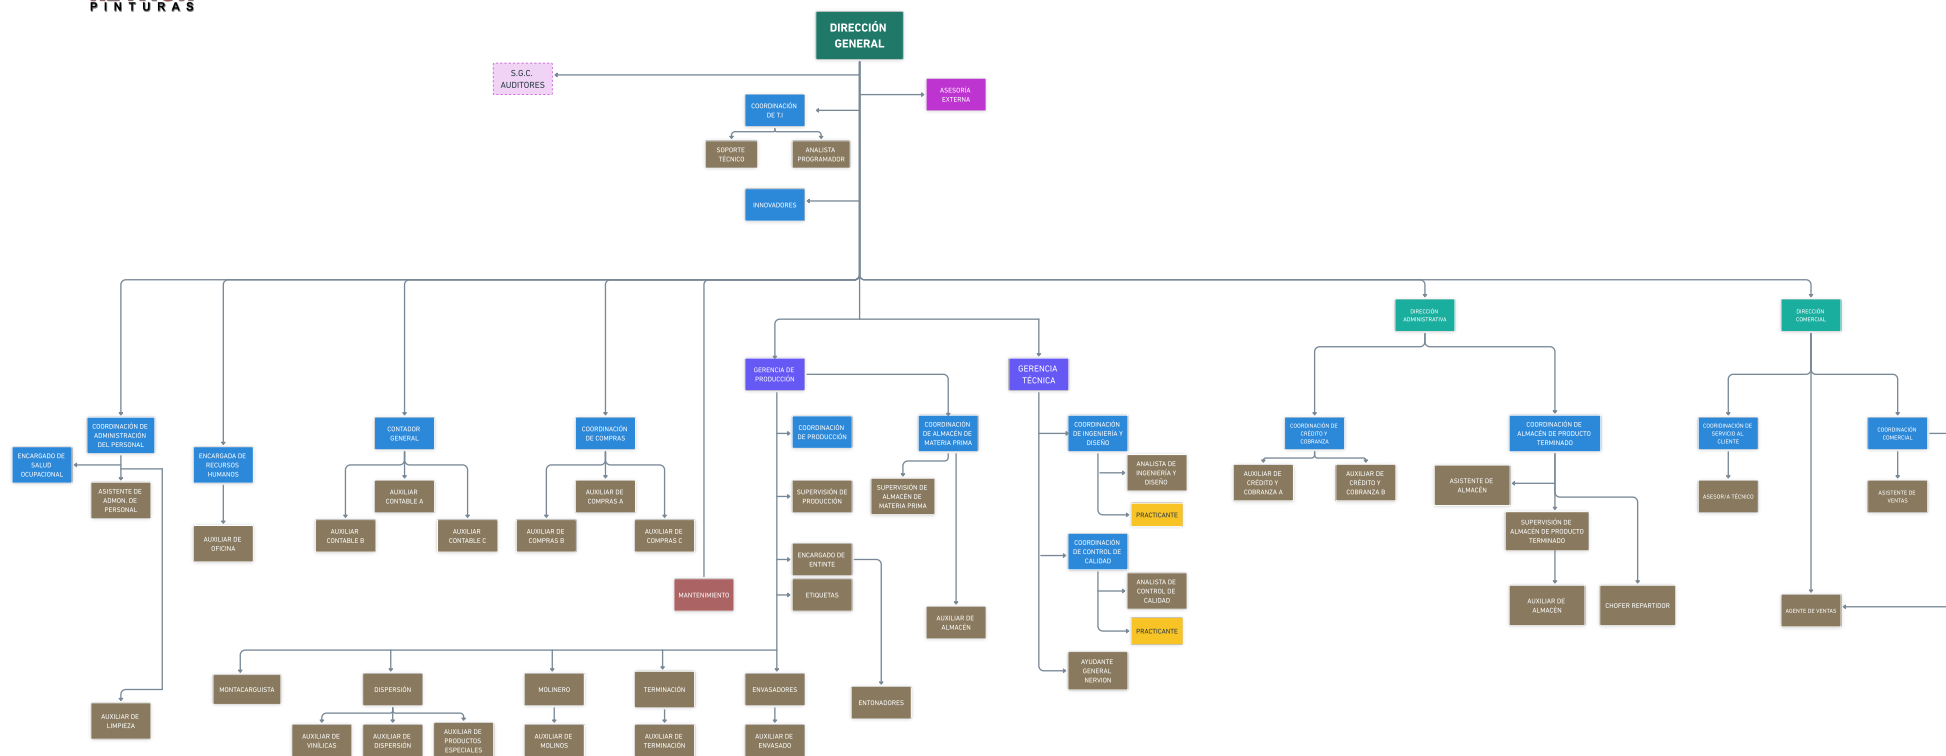 PINTURAS
DIRECCIÓN
GENERAL
S.G.C.
AUDITORES
ASESORÍA
EXTERNA
COORDINACIÓN
DE T.I
SOPORTE
TÉCNICO
ANALISTA
PROGRAMADOR
INNOVADORES
DIRECCIÓN
ADMINISTRATIVA
DIRECCIÓN
COMERCIAL
GERENCIA DE
PRODUCCIÓN
GERENCIA
TÉCNICA
COORDINACIÓN DE
ADMINISTRACIÓN
DEL PERSONAL
ENCARGADO DE
SALUD
OCUPACIONAL
ASISTENTE DE
ADMON. DE
PERSONAL
ENCARGADA DE
RECURSOS
HUMANOS
AUXILIAR DE
OFICINA
CONTADOR
GENERAL
AUXILIAR
CONTABLE A
AUXILIAR
CONTABLE B
AUXILIAR
CONTABLE C
COORDINACIÓN
DE COMPRAS
AUXILIAR DE
COMPRAS A
AUXILIAR DE
COMPRAS B
AUXILIAR DE
COMPRAS C
MANTENIMIENTO
COORDINACIÓN
DE PRODUCCIÓN
SUPERVISIÓN DE
PRODUCCIÓN
ENCARGADO DE
ENTINTE
ETIQUETAS
COORDINACIÓN
DE ALMACÉN DE
MATERIA PRIMA
SUPERVISIÓN DE
ALMACÉN DE
MATERIA PRIMA
AUXILIAR DE
ALMACÉN
COORDINACIÓN
DE INGENIERÍA Y
DISEÑO
ANALISTA DE
INGENIERÍA Y
DISEÑO
PRACTICANTE
COORDINACIÓN
DE CONTROL DE
CALIDAD
ANALISTA DE
CONTROL DE
CALIDAD
PRACTICANTE
AYUDANTE
GENERAL
NERVION
COORDINACIÓN DE
CRÉDITO Y
COBRANZA
AUXILIAR DE
CRÉDITO Y
COBRANZA A
AUXILIAR DE
CRÉDITO Y
COBRANZA B
COORDINACIÓN DE
ALMACÉN DE PRODUCTO
TERMINADO
ASISTENTE DE
ALMACÉN
SUPERVISIÓN DE
ALMACÉN DE PRODUCTO
TERMINADO
AUXILIAR DE
ALMACÉN
CHOFER REPARTIDOR
COORIDINACIÓN DE
SERVICIO AL
CLIENTE
ASESOR/A TÉCNICO
COORDINACIÓN
COMERCIAL
ASISTENTE DE
VENTAS
AGENTE DE VENTAS
AUXILIAR DE
LIMPIEZA
MONTACARGUISTA
DISPERSIÓN
MOLINERO
TERMINACIÓN
ENVASADORES
ENTONADORES
AUXILIAR DE
VINÍLICAS
AUXILIAR DE
DISPERSIÓN
AUXILIAR DE
PRODUCTOS
ESPECIALES
AUXILIAR DE
MOLINOS
AUXILIAR DE
TERMINACIÓN
AUXILIAR DE
ENVASADO